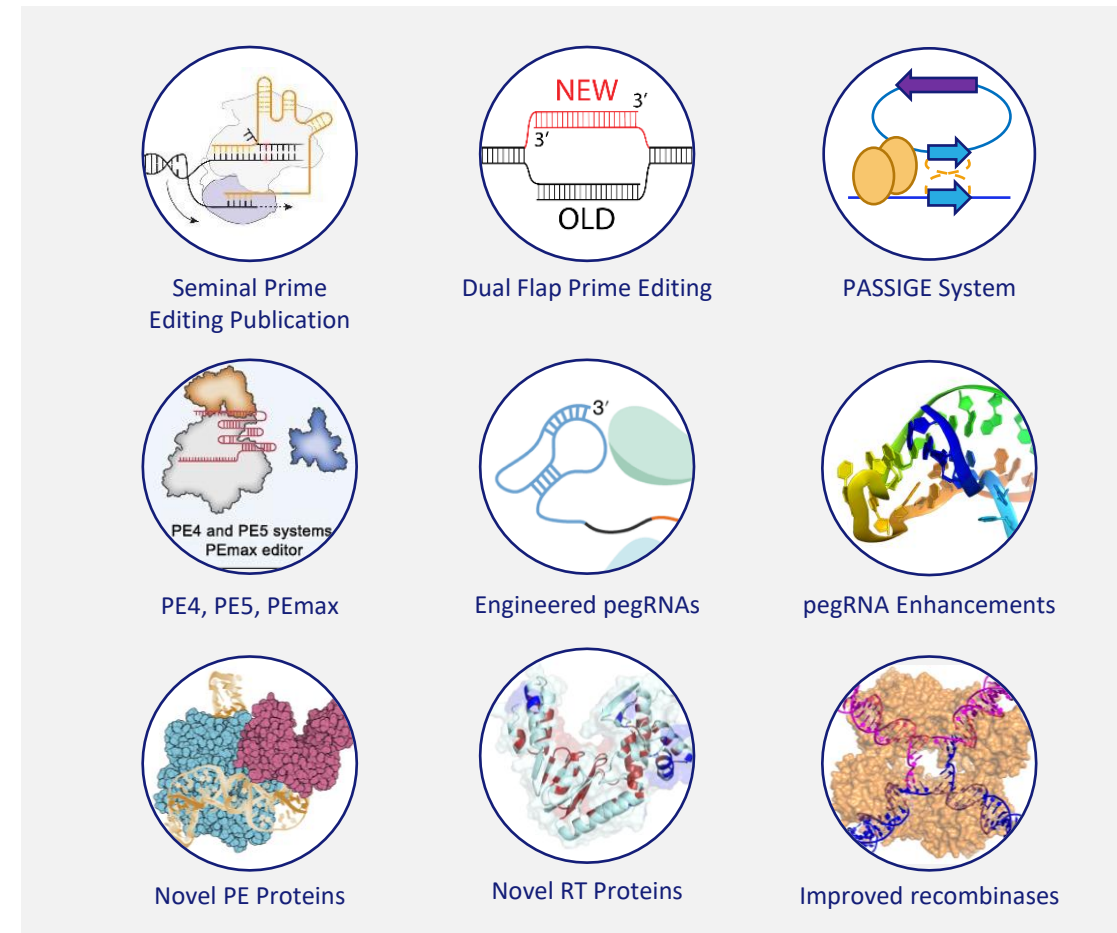 NEW
3’
3’
OLD
Seminal Prime
Editing Publication
Dual Flap Prime Editing
PASSIGE System
PE4 and PE5 systems
PEmax editor
3’
PE4, PE5, PEmax
Engineered pegRNAs
pegRNA Enhancements
Novel PE Proteins
Novel RT Proteins
Improved recombinases